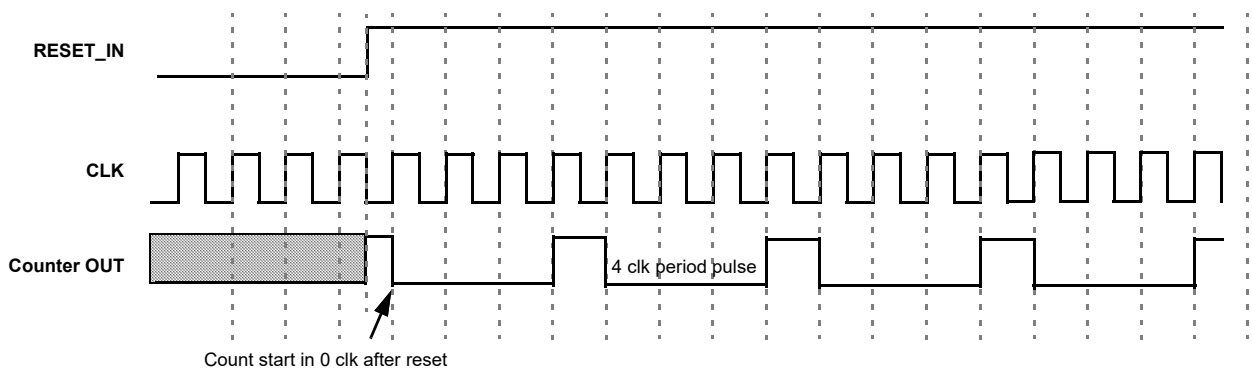 RESET_IN
CLK
Counter OUT
4 clk period pulse
Count start in 0 clk after reset